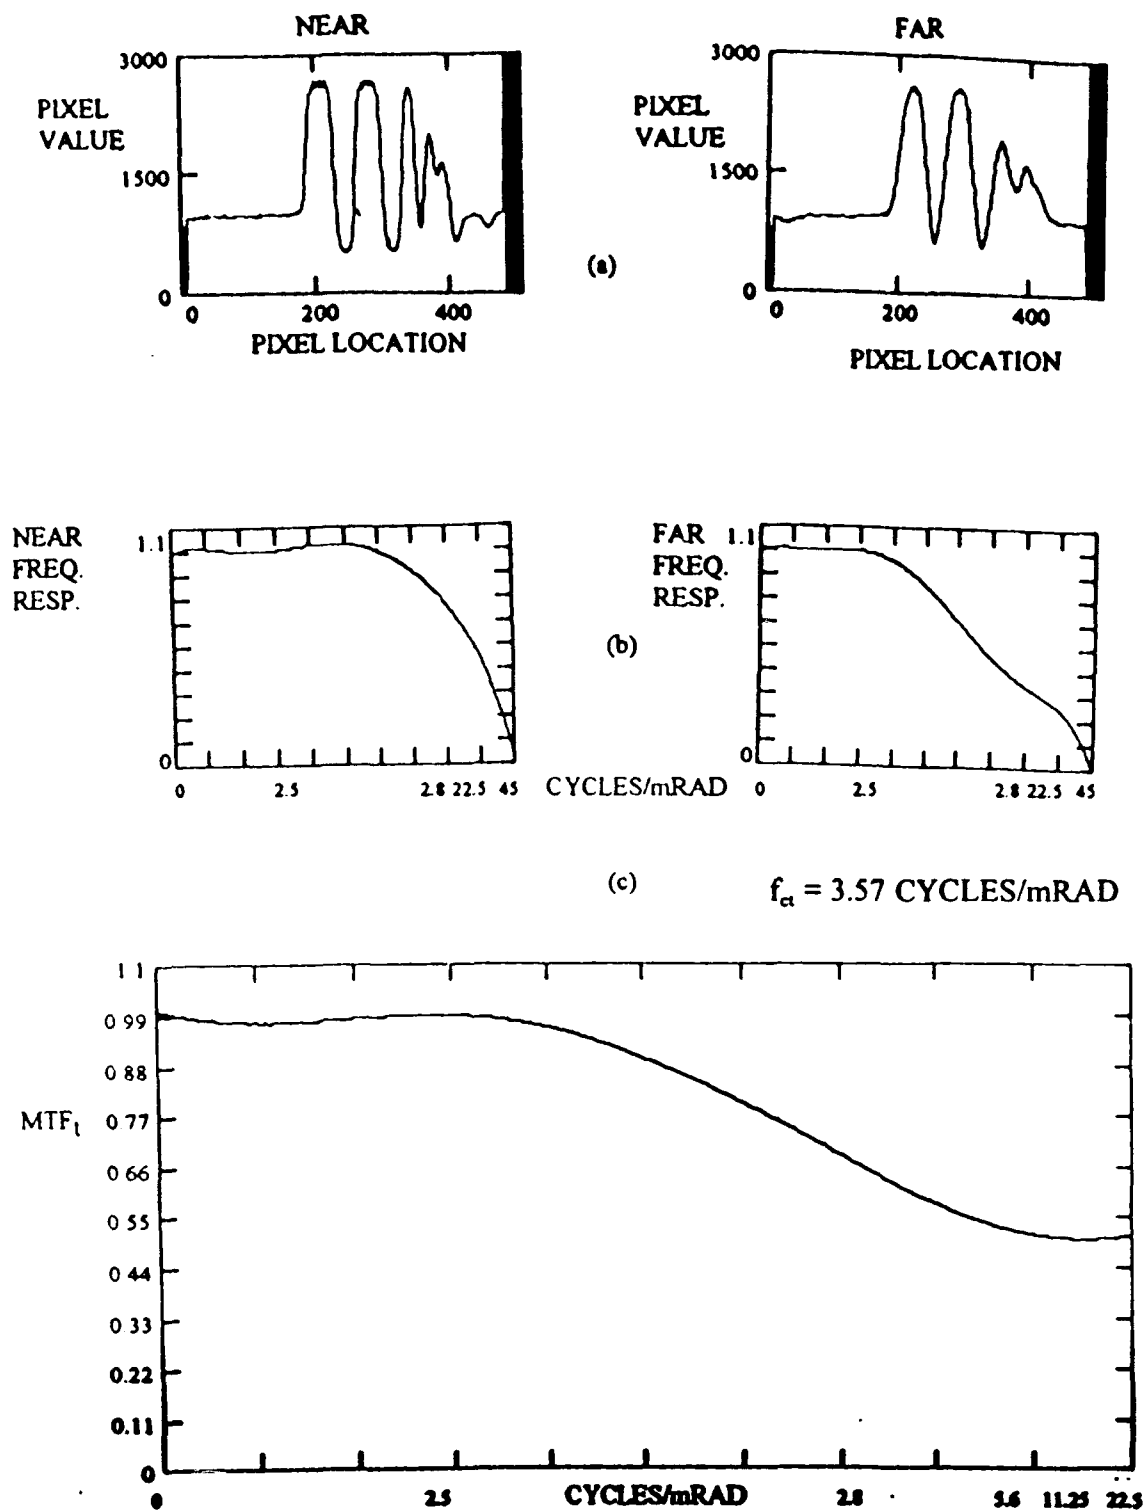 NEAR
3000
PIXEL
VALUE
1500
0
0 200 400
PIXEL LOCATION
FAR
3000
PIXEL
VALUE
1500
0
0 200 400
PIXEL LOCATION
(a)
NEAR
FREQ.
RESP.
1.1
0
0 2.5 2.8 22.5 45
CYCLES/mRAD
FAR
FREQ.
RESP.
1.1
0
0 2.5 2.8 22.5 45
(b)
(c)
f_ct = 3.57 CYCLES/mRAD
1 1
0 99
0 88
MTF_t
0 77
0 66
0 55
0 44
0 33
0.22
0.11
0
0 2.5 CYCLES/mRAD 2.8 5.6 11.25 22.5